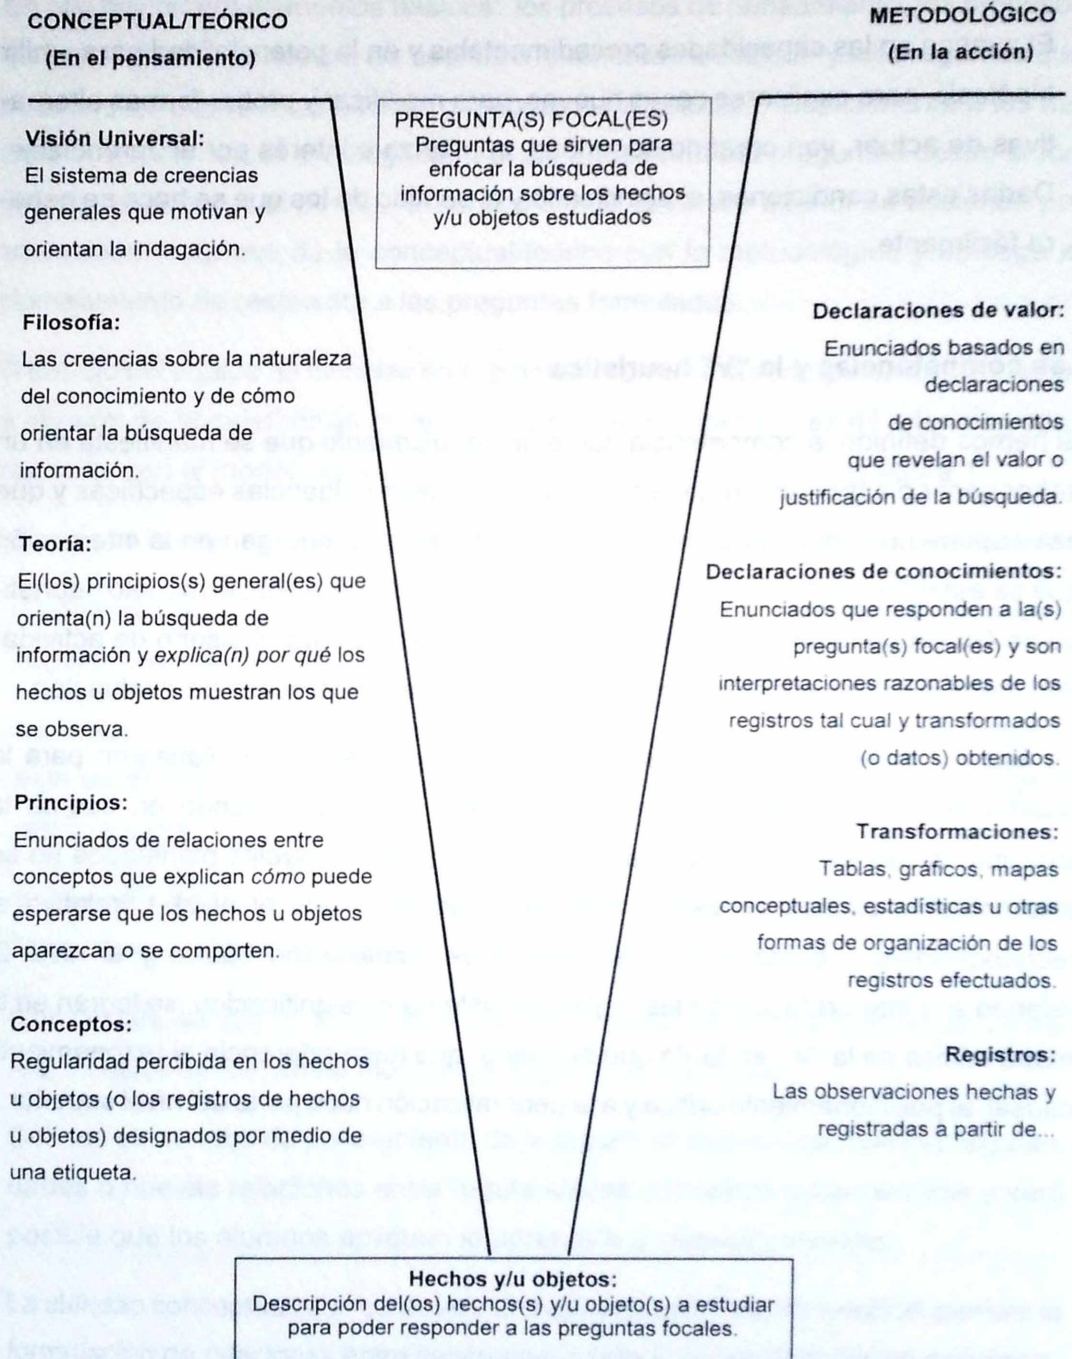 CONCEPTUAL/TEÓRICO
(En el pensamiento)
Visión Universal:
El sistema de creencias
generales que motivan y
orientan la indagación.
Filosofía:
Las creencias sobre la naturaleza
del conocimiento y de cómo
orientar la búsqueda de
información.
Teoría:
El(los) principios(s) general(es) que
orienta(n) la búsqueda de
información y explica(n) por qué los
hechos u objetos muestran los que
se observa.
Principios:
Enunciados de relaciones entre
conceptos que explican cómo puede
esperarse que los hechos u objetos
aparezcan o se comporten.
Conceptos:
Regularidad percibida en los hechos
u objetos (o los registros de hechos
u objetos) designados por medio de
una etiqueta.
PREGUNTA(S) FOCAL(ES)
Preguntas que sirven para
enfocar la búsqueda de
información sobre los hechos
y/u objetos estudiados
METODOLÓGICO
(En la acción)
Declaraciones de valor:
Enunciados basados en
declaraciones
de conocimientos
que revelan el valor o
justificación de la búsqueda.
Declaraciones de conocimientos:
Enunciados que responden a la(s)
pregunta(s) focal(es) y son
interpretaciones razonables de los
registros tal cual y transformados
(o datos) obtenidos.
Transformaciones:
Tablas, gráficos, mapas
conceptuales, estadísticas u otras
formas de organización de los
registros efectuados.
Registros:
Las observaciones hechas y
registradas a partir de...
Hechos y/u objetos:
Descripción del(os) hechos(s) y/u objeto(s) a estudiar
para poder responder a las preguntas focales.